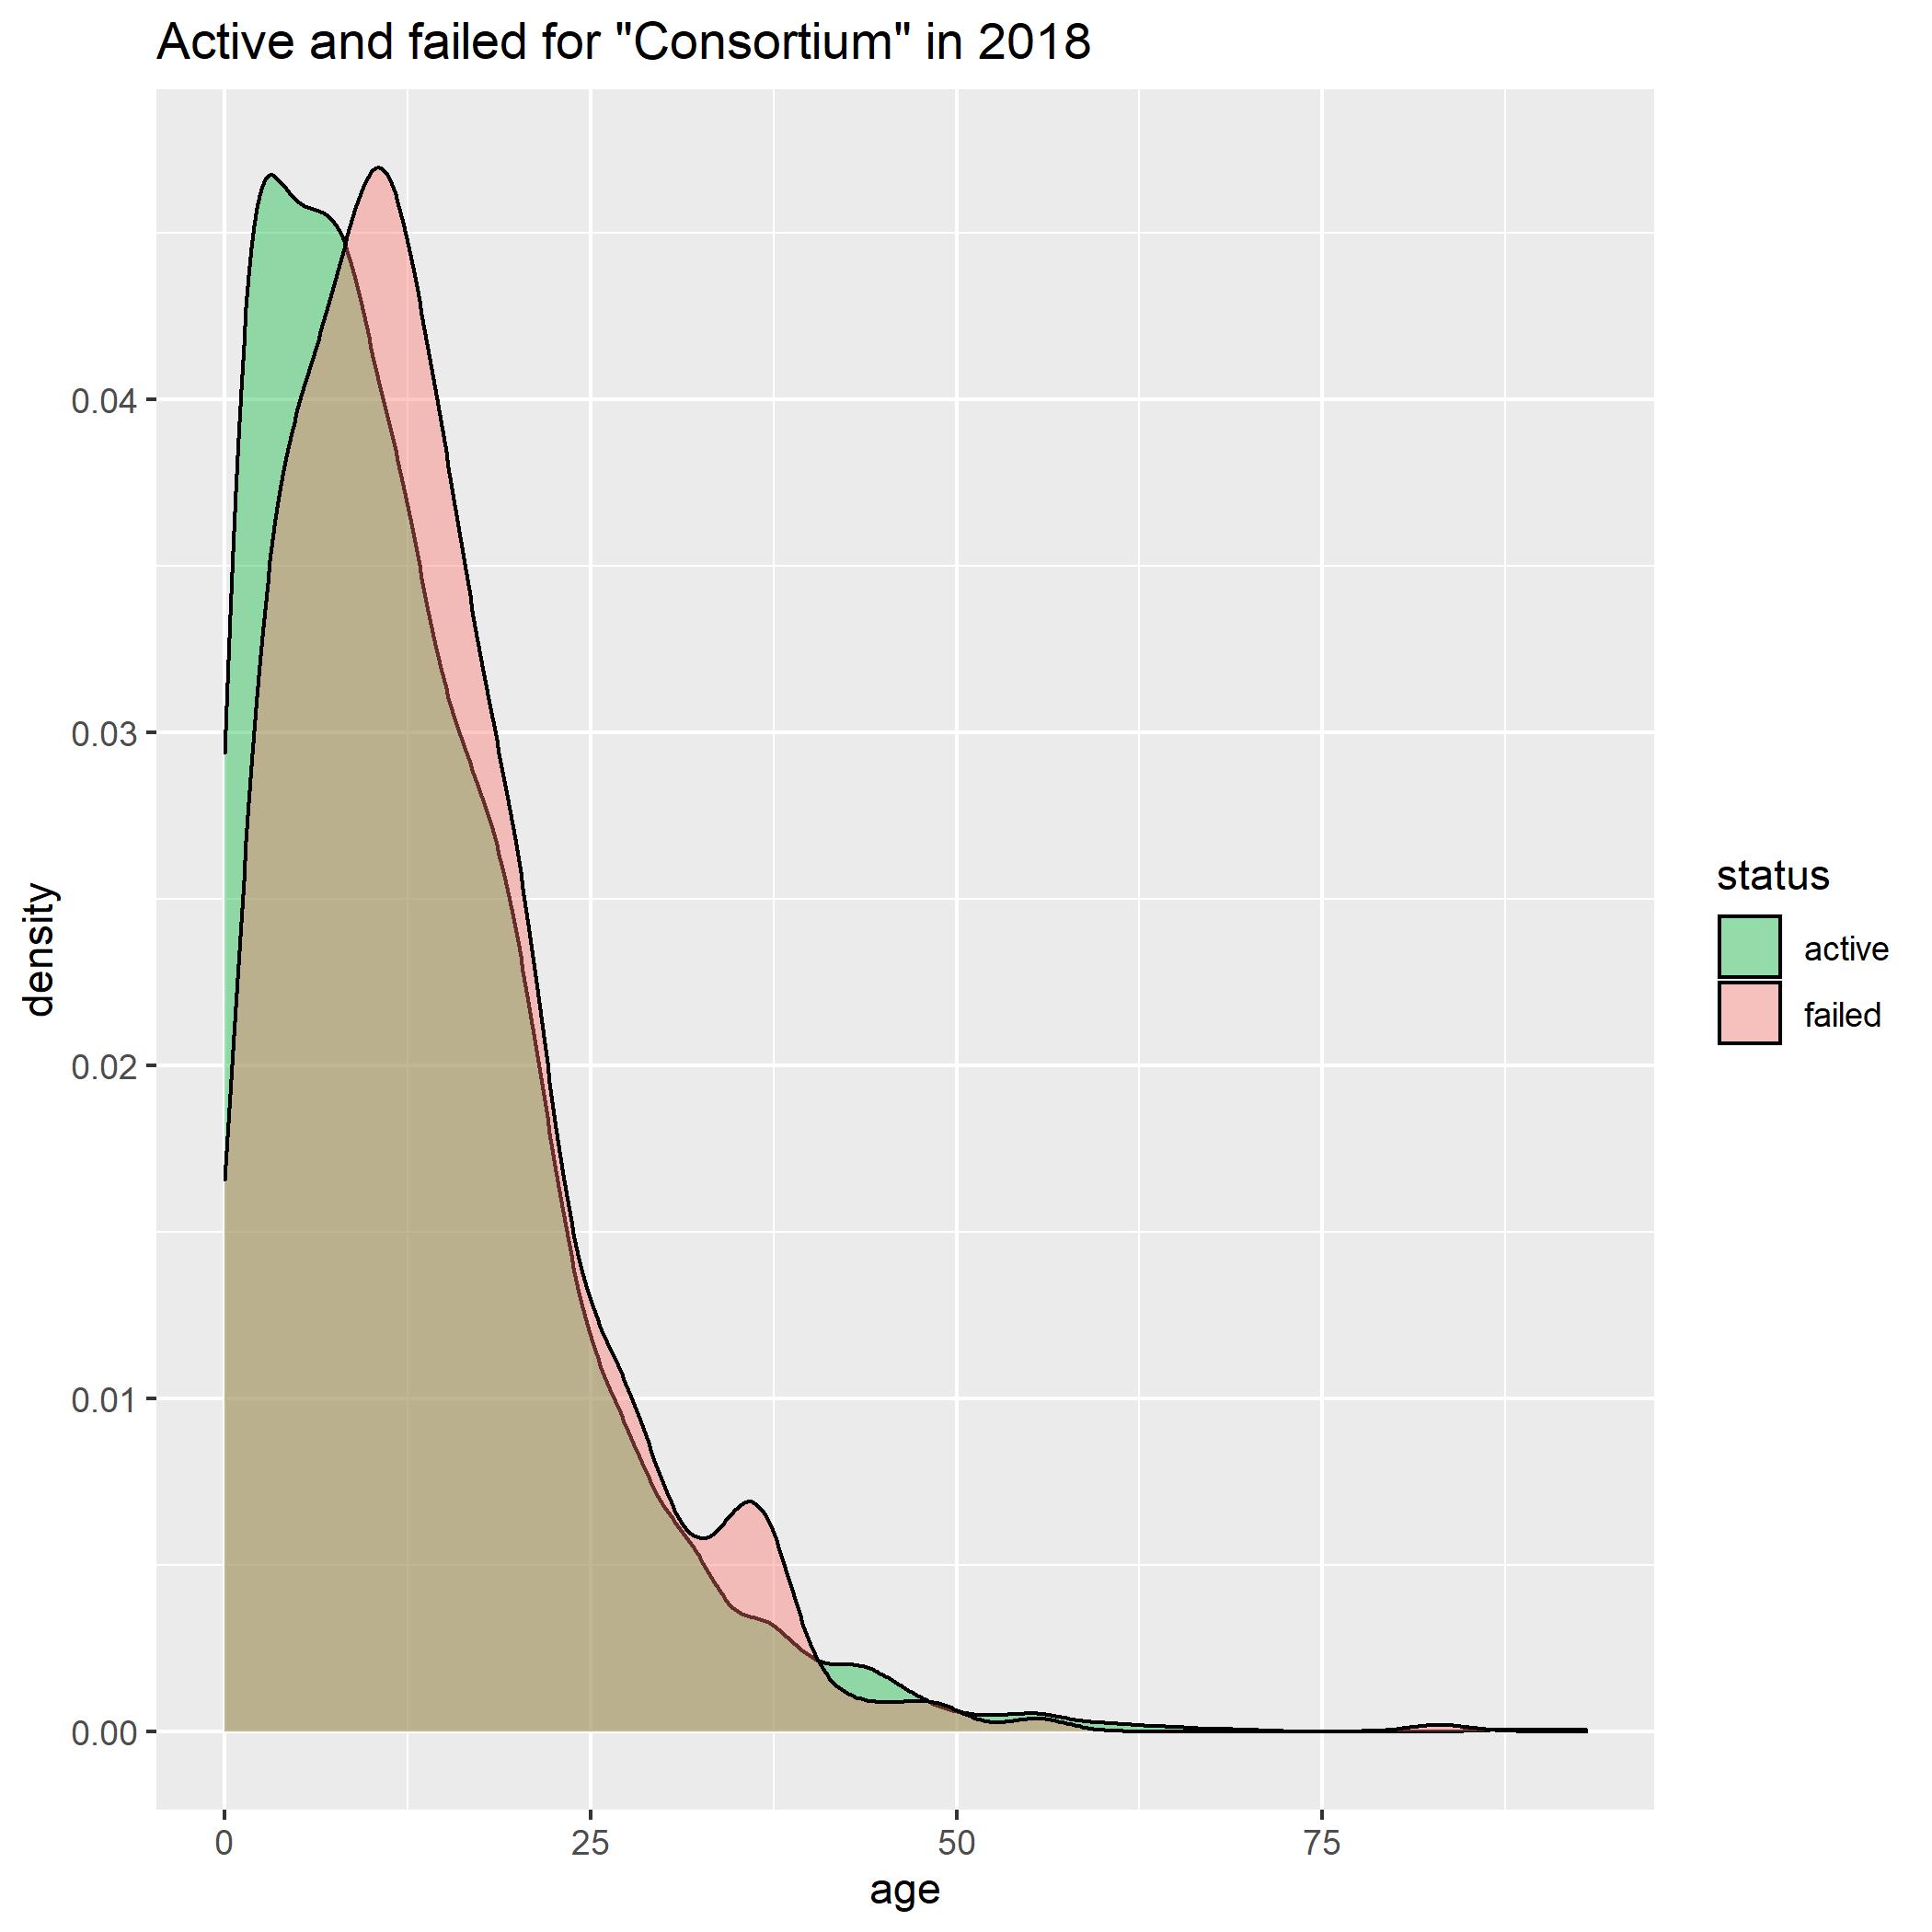 Active and failed for "Consortium" in 2018
density
0.04
0.03
0.02
0.01
0.00
0
25
50
75
age
status
active
failed